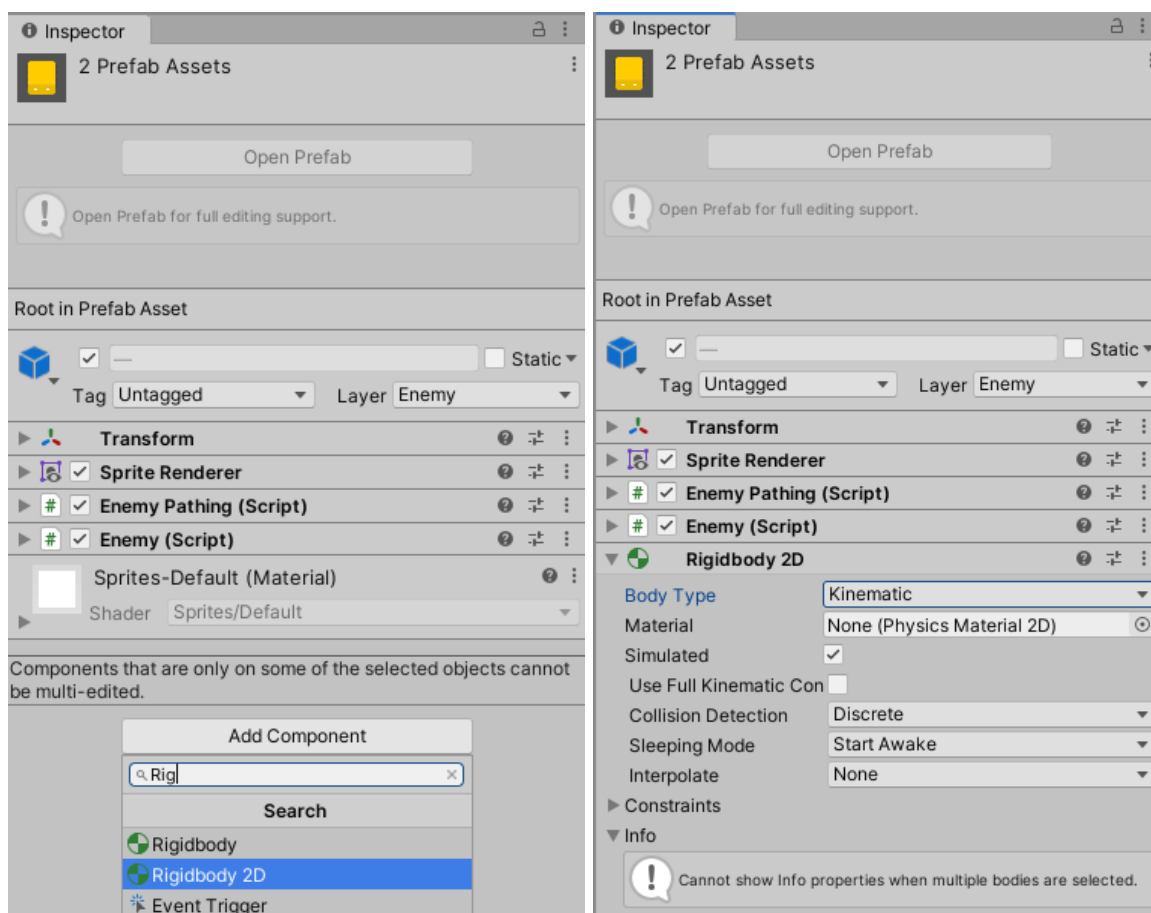 Inspector
2 Prefab Assets
Open Prefab
Open Prefab for full editing support.
Root in Prefab Asset
—
Static
Tag Untagged Layer Enemy
Transform
Sprite Renderer
# Enemy Pathing (Script)
# Enemy (Script)
Sprites-Default (Material)
Shader Sprites/Default
Components that are only on some of the selected objects cannot
be multi-edited.
Add Component
Rig
Search
Rigidbody
Rigidbody 2D
Event Trigger
Inspector
2 Prefab Assets
Open Prefab
Open Prefab for full editing support.
Root in Prefab Asset
—
Static
Tag Untagged Layer Enemy
Transform
Sprite Renderer
# Enemy Pathing (Script)
# Enemy (Script)
Rigidbody 2D
Body Type Kinematic
Material None (Physics Material 2D)
Simulated
Use Full Kinematic Con
Collision Detection Discrete
Sleeping Mode Start Awake
Interpolate None
Constraints
Info
Cannot show Info properties when multiple bodies are selected.